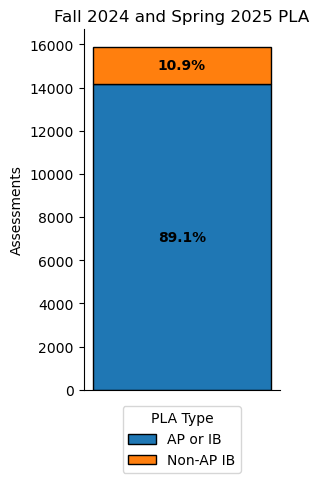 Fall 2024 and Spring 2025 PLA
16000
14000
12000
10000
8000
6000
4000
2000
0
Assessments
10.9%
89.1%
PLA Type
AP or IB
Non-AP IB